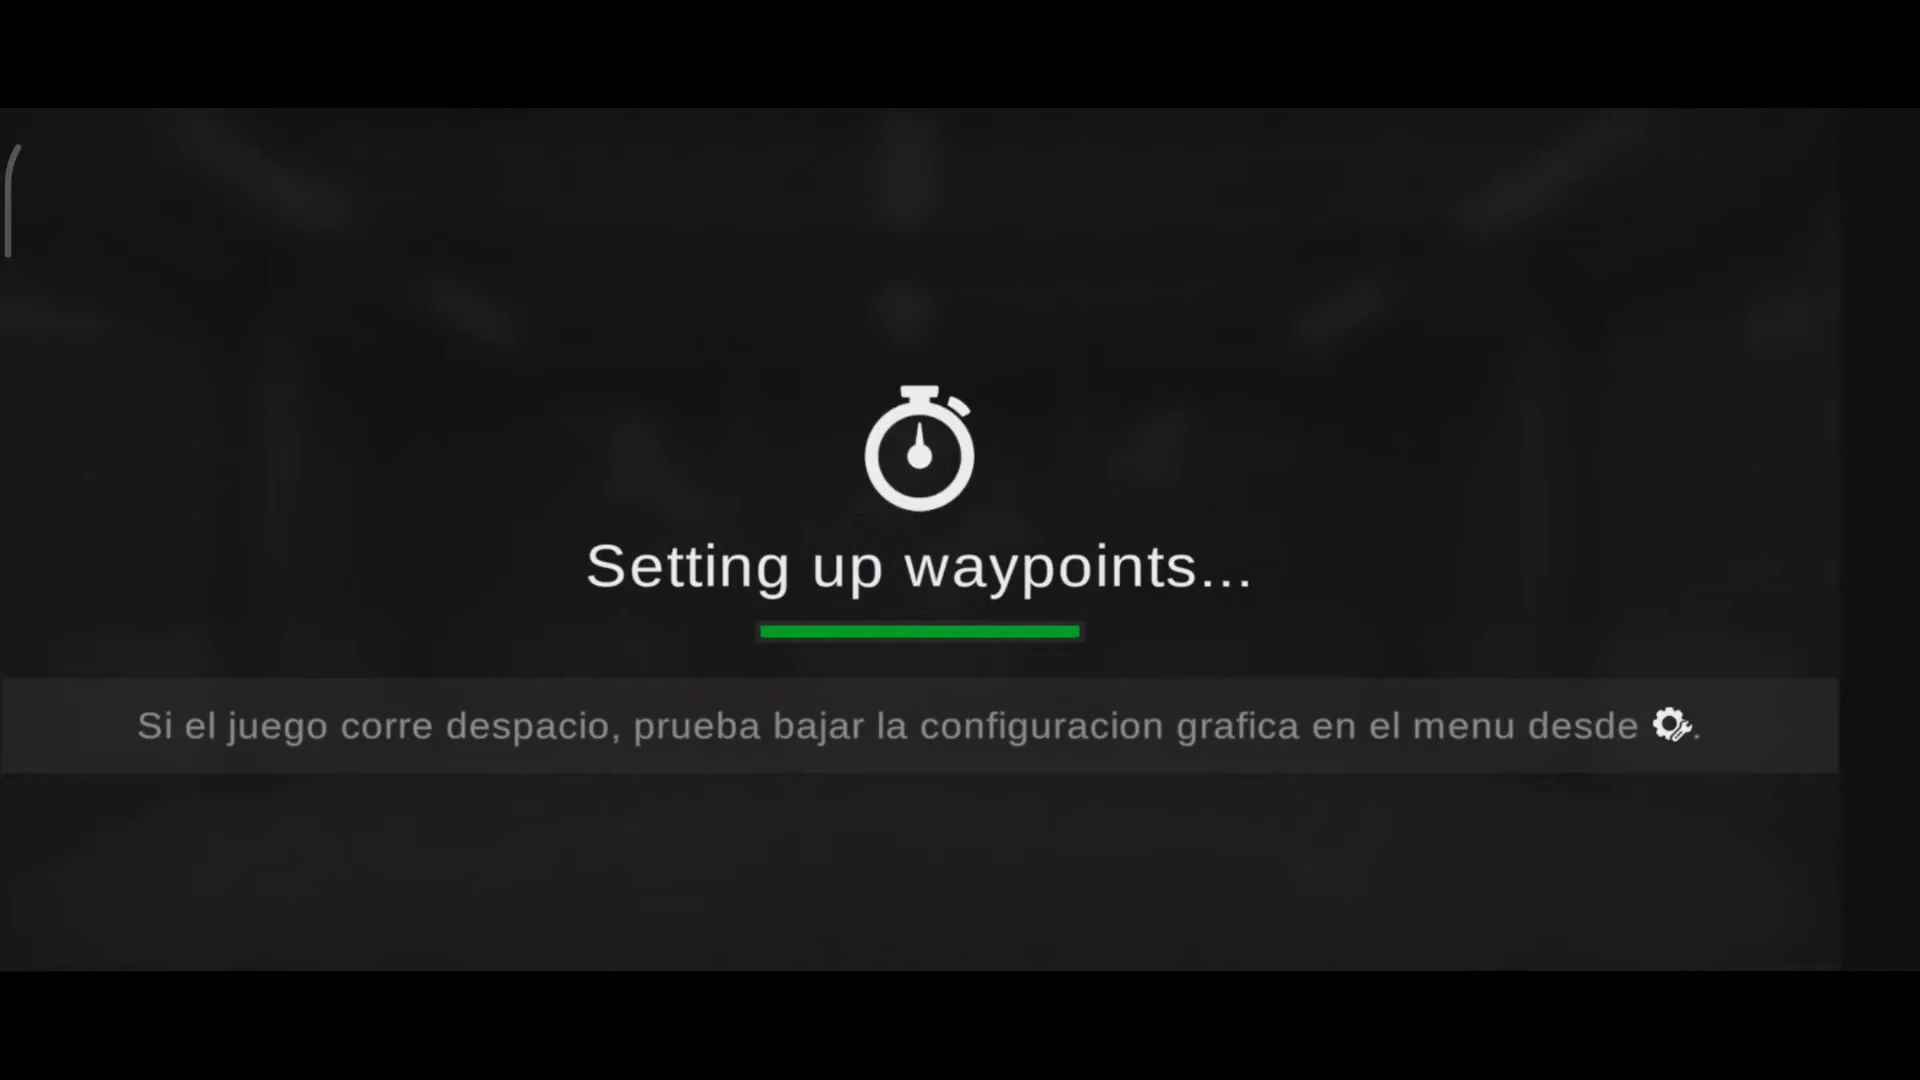 Setting up waypoints...
Si el juego corre despacio, prueba bajar la configuracion grafica en el menu desde .